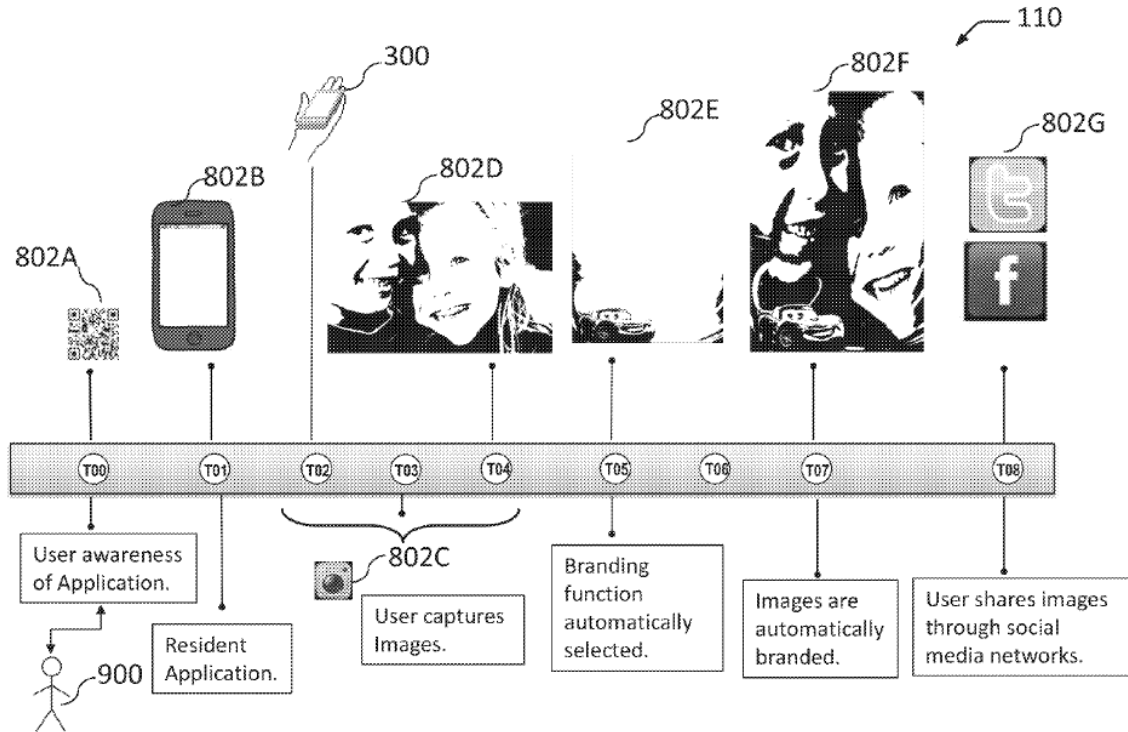 110
300
802F
802E
802G
802D
802B
802A
t
f
T00
T01
T02
T03
T04
T05
T06
T07
T08
User awareness
of Application.
802C
User captures
Images.
Branding
function
automatically
selected.
Images are
automatically
branded.
User shares images
through social
media networks.
Resident
Application.
900